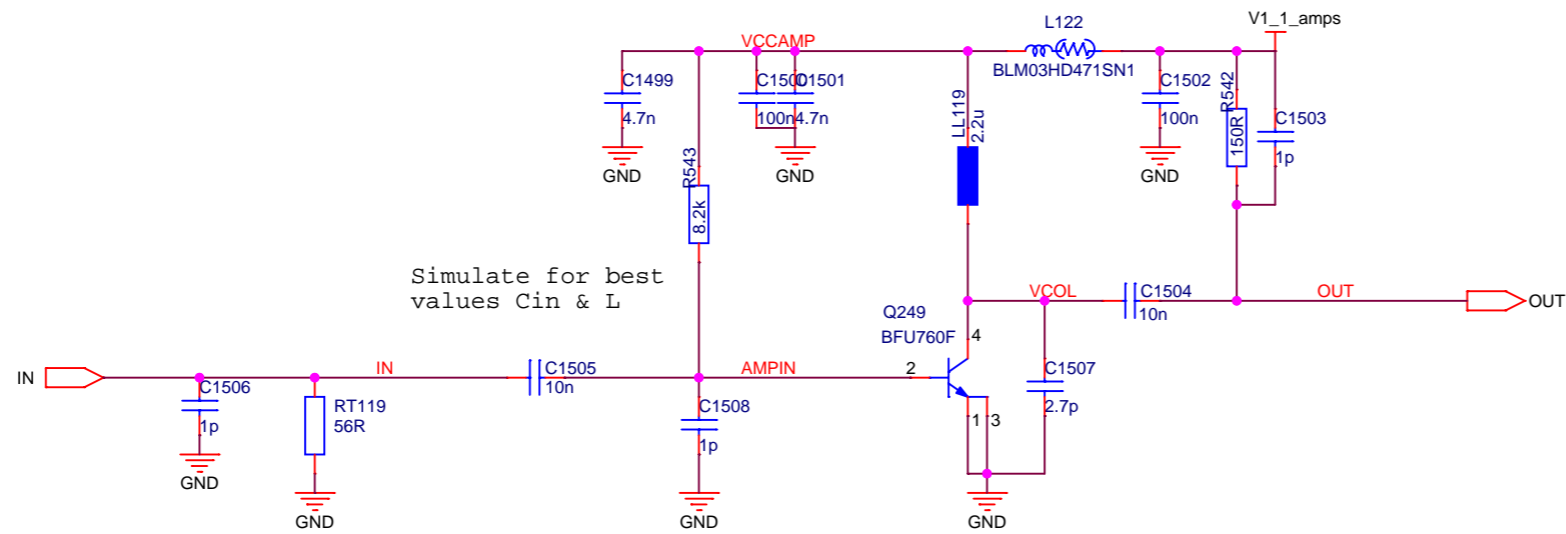 V1_1_amps
L122
BLM03HD471SN1
VCCAMP
C1499
4.7n
GND
C1500
100n
C1501
4.7n
GND
LL119
2.2u
C1502
100n
GND
R542
150R
C1503
1p
R543
8.2k
Simulate for best
values Cin & L
VCOL
C1504
10n
OUT
OUT
Q249
BFU760F
4
2
1
3
C1507
2.7p
GND
IN
IN
C1506
1p
GND
RT119
56R
GND
C1505
10n
AMPIN
C1508
1p
GND